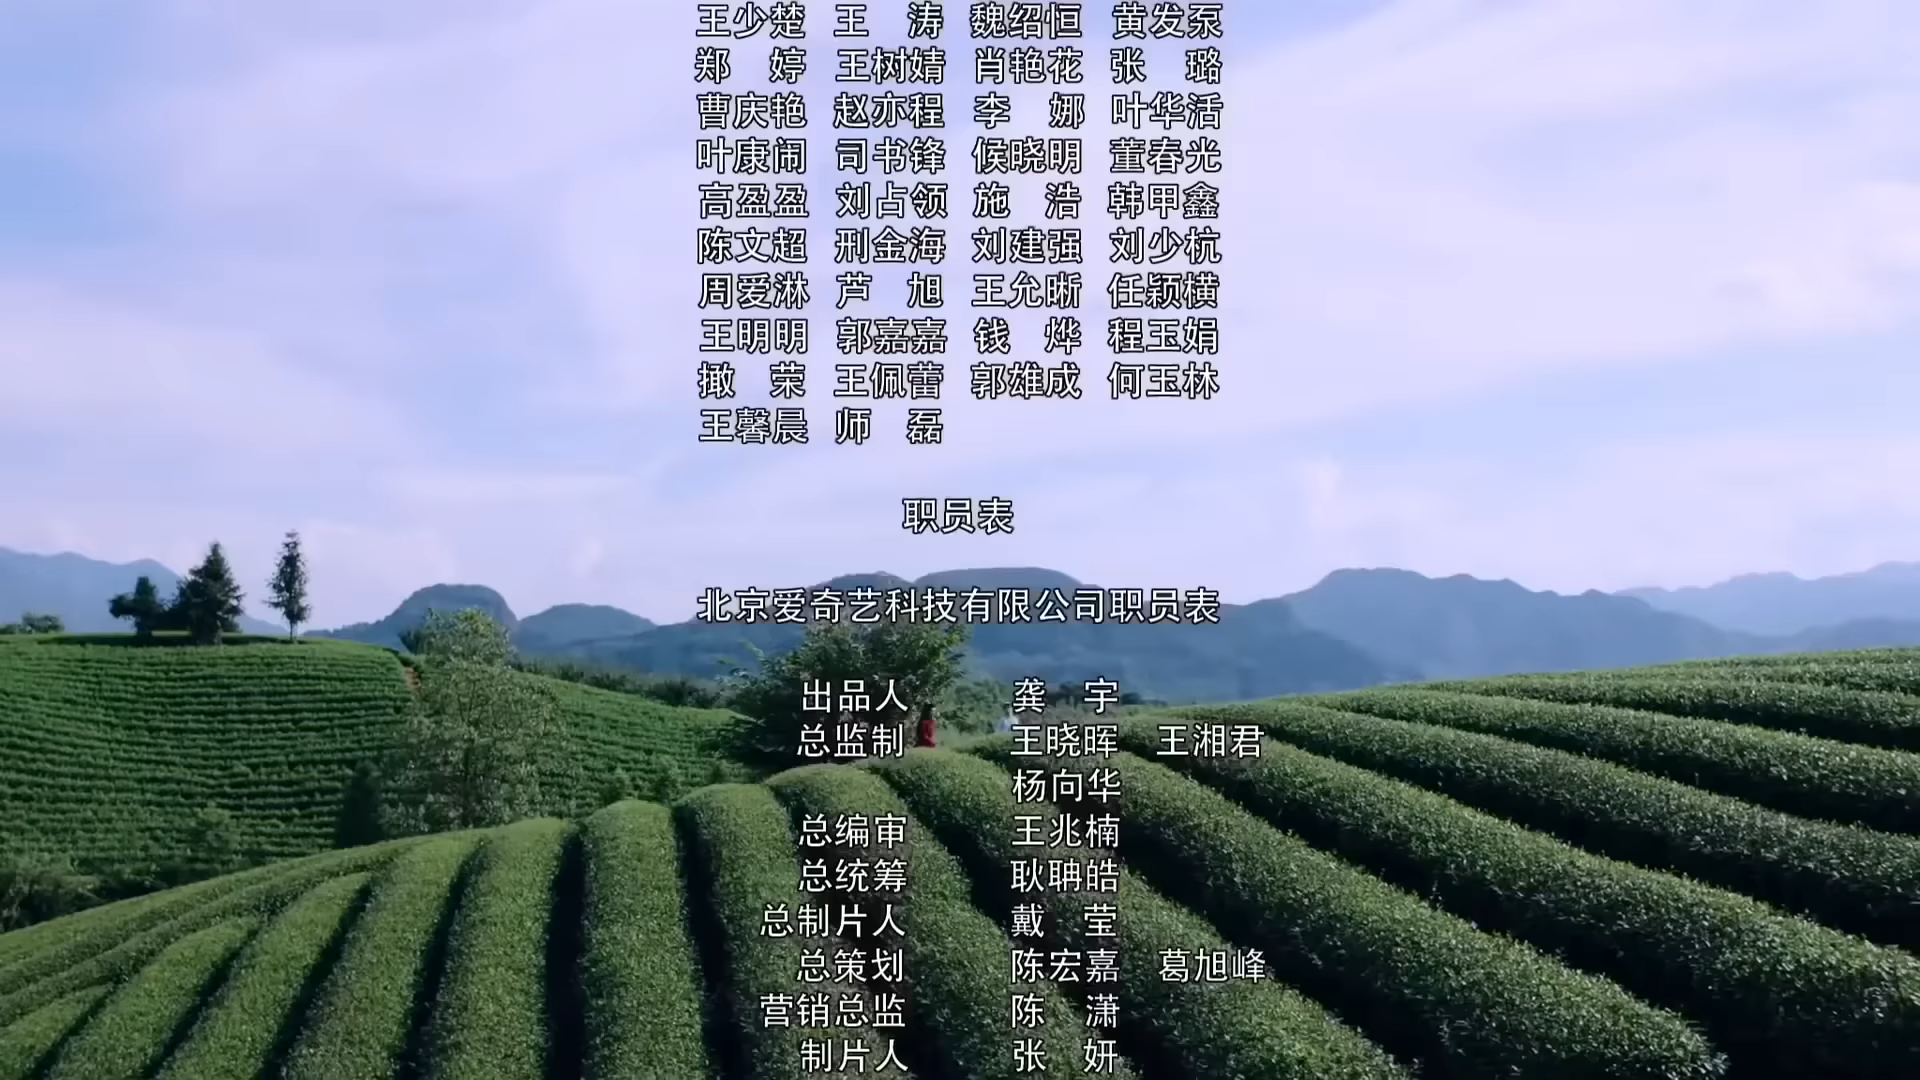 王少楚 王 涛 魏绍恒 黄发泵
郑 婷 王树婧 肖艳花 张 璐
曹庆艳 赵亦程 李 娜 叶华活
叶康闹 司书锋 候晓明 董春光
高盈盈 刘占领 施 浩 韩甲鑫
陈文超 刑金海 刘建强 刘少杭
周爱淋 芦 旭 王允晰 任颖横
王明明 郭嘉嘉 钱 烨 程玉娟
撖 荣 王佩蕾 郭雄成 何玉林
王馨晨 师 磊
职员表
北京爱奇艺科技有限公司职员表
出品人 龚 宇
总监制 王晓晖 王湘君
杨向华
总编审 王兆楠
总统筹 耿聃皓
总制片人 戴 莹
总策划 陈宏嘉 葛旭峰
营销总监 陈 潇
制片人 张 妍